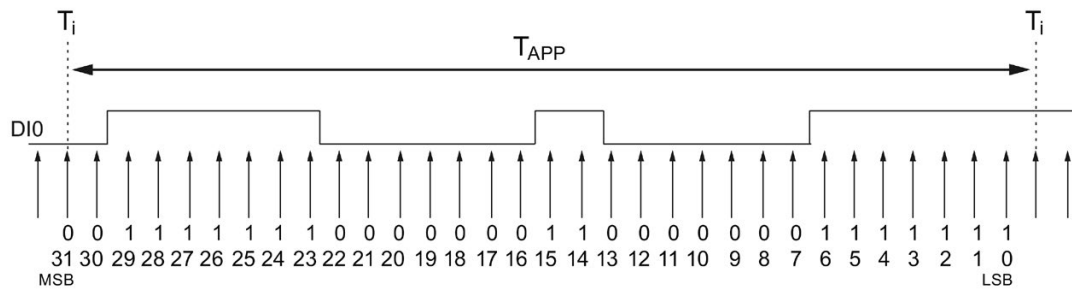 Ti Ti
TAPP
DI0
0 0 1 1 1 1 1 1 1 0 0 0 0 0 0 0 1 1 0 0 0 0 0 0 0 1 1 1 1 1 1 1
31 30 29 28 27 26 25 24 23 22 21 20 19 18 17 16 15 14 13 12 11 10 9 8 7 6 5 4 3 2 1 0
MSB LSB